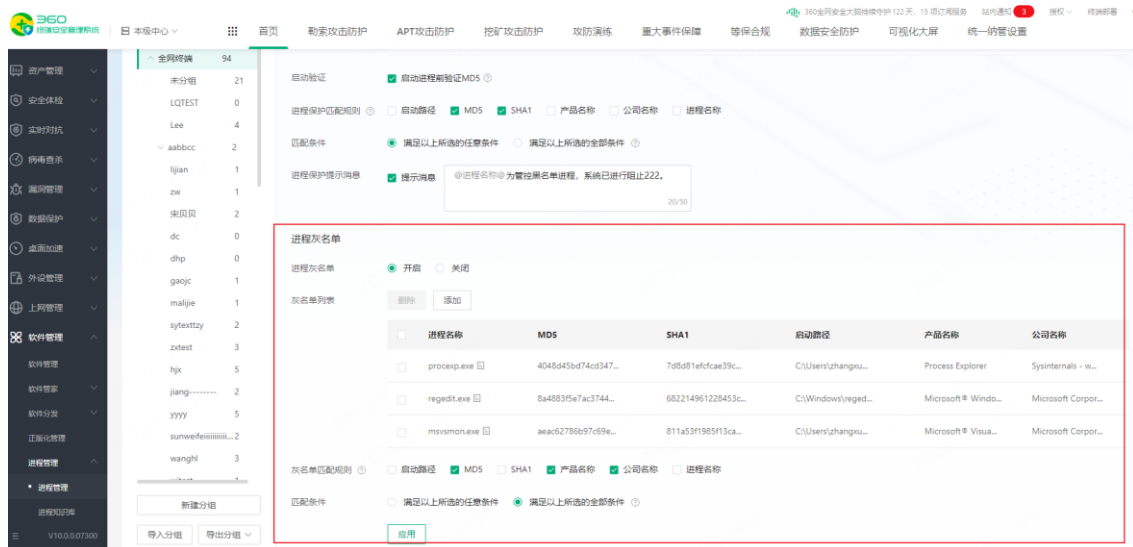 360全网安全大脑持续守护 122 天，15 项订阅服务 站内通知 3 授权 终端部署
360
终端安全管理系统
本级中心
首页 勒索攻击防护 APT攻击防护 挖矿攻击防护 攻防演练 重大事件保障 等保合规 数据安全防护 可视化大屏 统一纳管设置
资产管理
安全体检
实时对抗
病毒查杀
漏洞管理
数据保护
桌面加速
外设管理
上网管理
软件管理
软件管理
软件管家
软件分发
正版化管理
进程管理
• 进程管理
进程知识库
V10.0.0.07300
全网终端 94
未分组 21
LQTEST 0
Lee 4
aabbcc 2
lijian 1
zw 1
宋贝贝 2
dc 0
dhp 0
gaojc 1
malijie 1
sytexttzy 2
zxtest 3
hjx 5
jiang-------- 2
yyyy 5
wanghl 3
新建分组
导入分组 导出分组
启动验证 启动进程前验证MD5
进程保护匹配规则 启动路径 MD5 SHA1 产品名称 公司名称 进程名称
匹配条件 满足以上所选的任意条件 满足以上所选的全部条件
进程保护提示消息 提示消息 @进程名称@为管控黑名单进程，系统已进行阻止222。
20/50
进程灰名单
进程灰名单 开启 关闭
灰名单列表 删除 添加
进程名称 MD5 SHA1 启动路径 产品名称 公司名称
procexp.exe 4048d45bd74cd347... 7d8d81efcfcae39c... C:\Users\zhangxu... Process Explorer Sysinternals - w...
regedit.exe 8a4883f5e7ac3744... 682214961228453c... C:\Windows\reged... Microsoft® Windo... Microsoft Corpor...
msvsmon.exe aeac62786b97c69e... 811a53f1985f13ca... C:\Users\zhangxu... Microsoft® Visua... Microsoft Corpor...
灰名单匹配规则 启动路径 MD5 SHA1 产品名称 公司名称 进程名称
匹配条件 满足以上所选的任意条件 满足以上所选的全部条件
应用